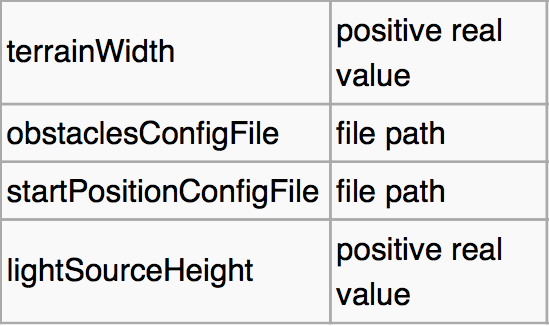 terrainWidth
positive real
value
obstaclesConfigFile
file path
startPositionConfigFile
file path
lightSourceHeight
positive real
value